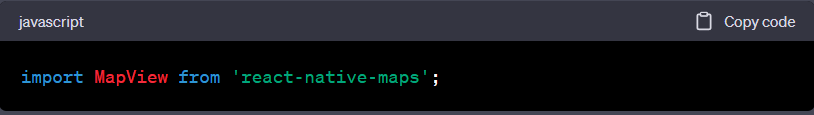 javascript Copy code
import MapView from 'react-native-maps';